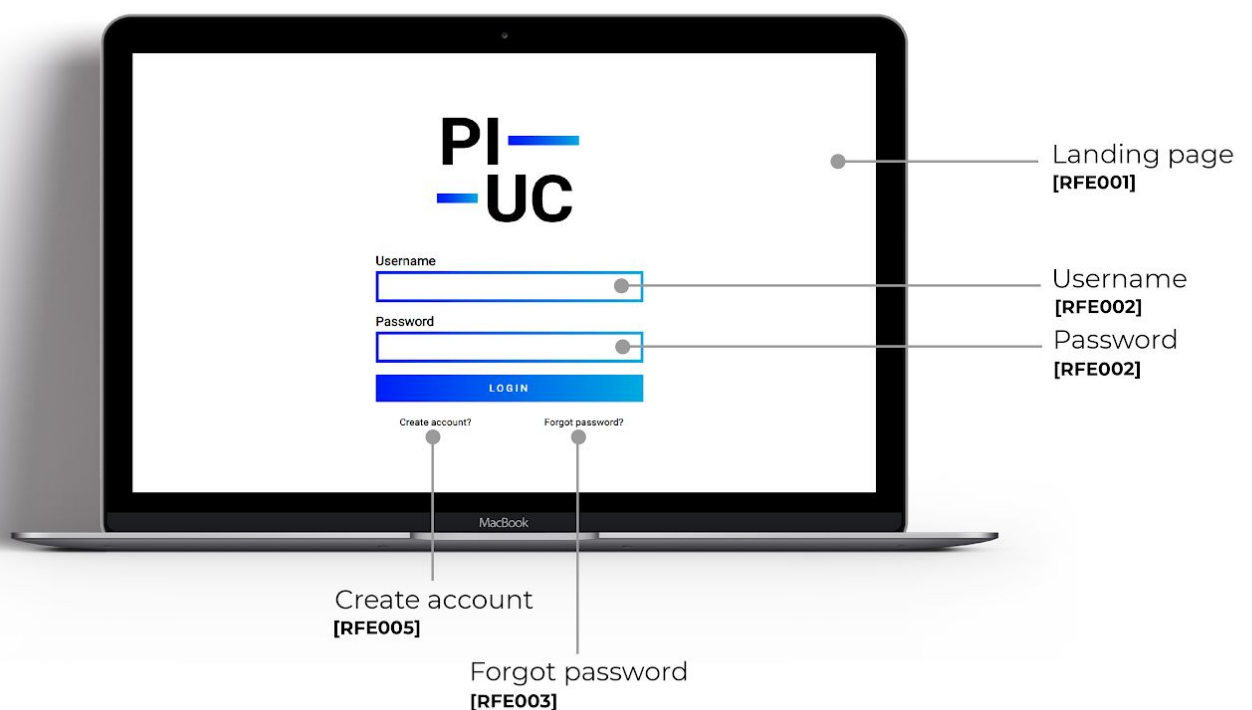 PI
UC
Landing page
[RFE001]
Username
Username
[RFE002]
Password
Password
[RFE002]
LOGIN
Create account?
Forgot password?
MacBook
Create account
[RFE005]
Forgot password
[RFE003]